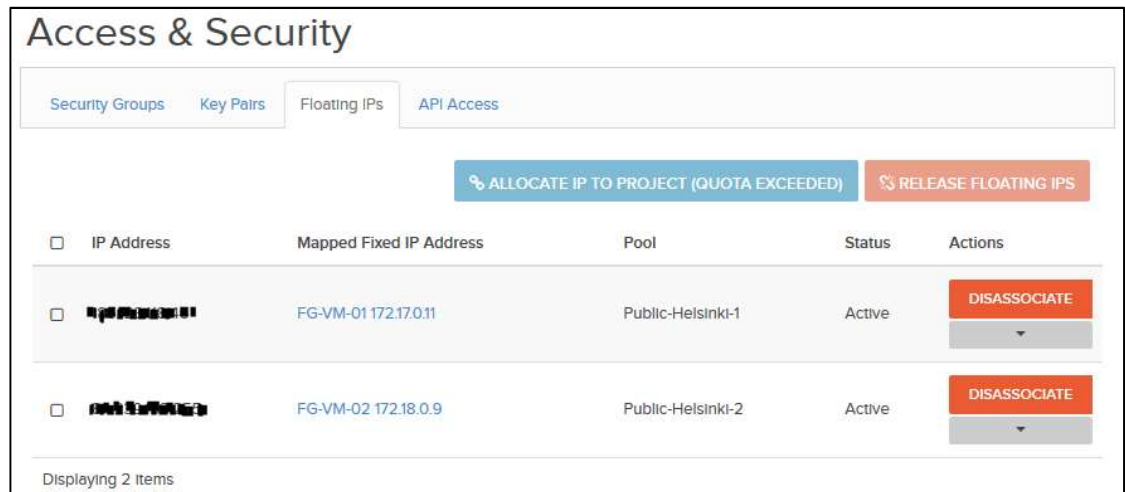 Access & Security
Security Groups Key Pairs Floating IPs API Access
ALLOCATE IP TO PROJECT (QUOTA EXCEEDED) RELEASE FLOATING IPS
IP Address Mapped Fixed IP Address Pool Status Actions
FG-VM-01 172.17.0.11 Public-Helsinki-1 Active DISASSOCIATE
FG-VM-02 172.18.0.9 Public-Helsinki-2 Active DISASSOCIATE
Displaying 2 items